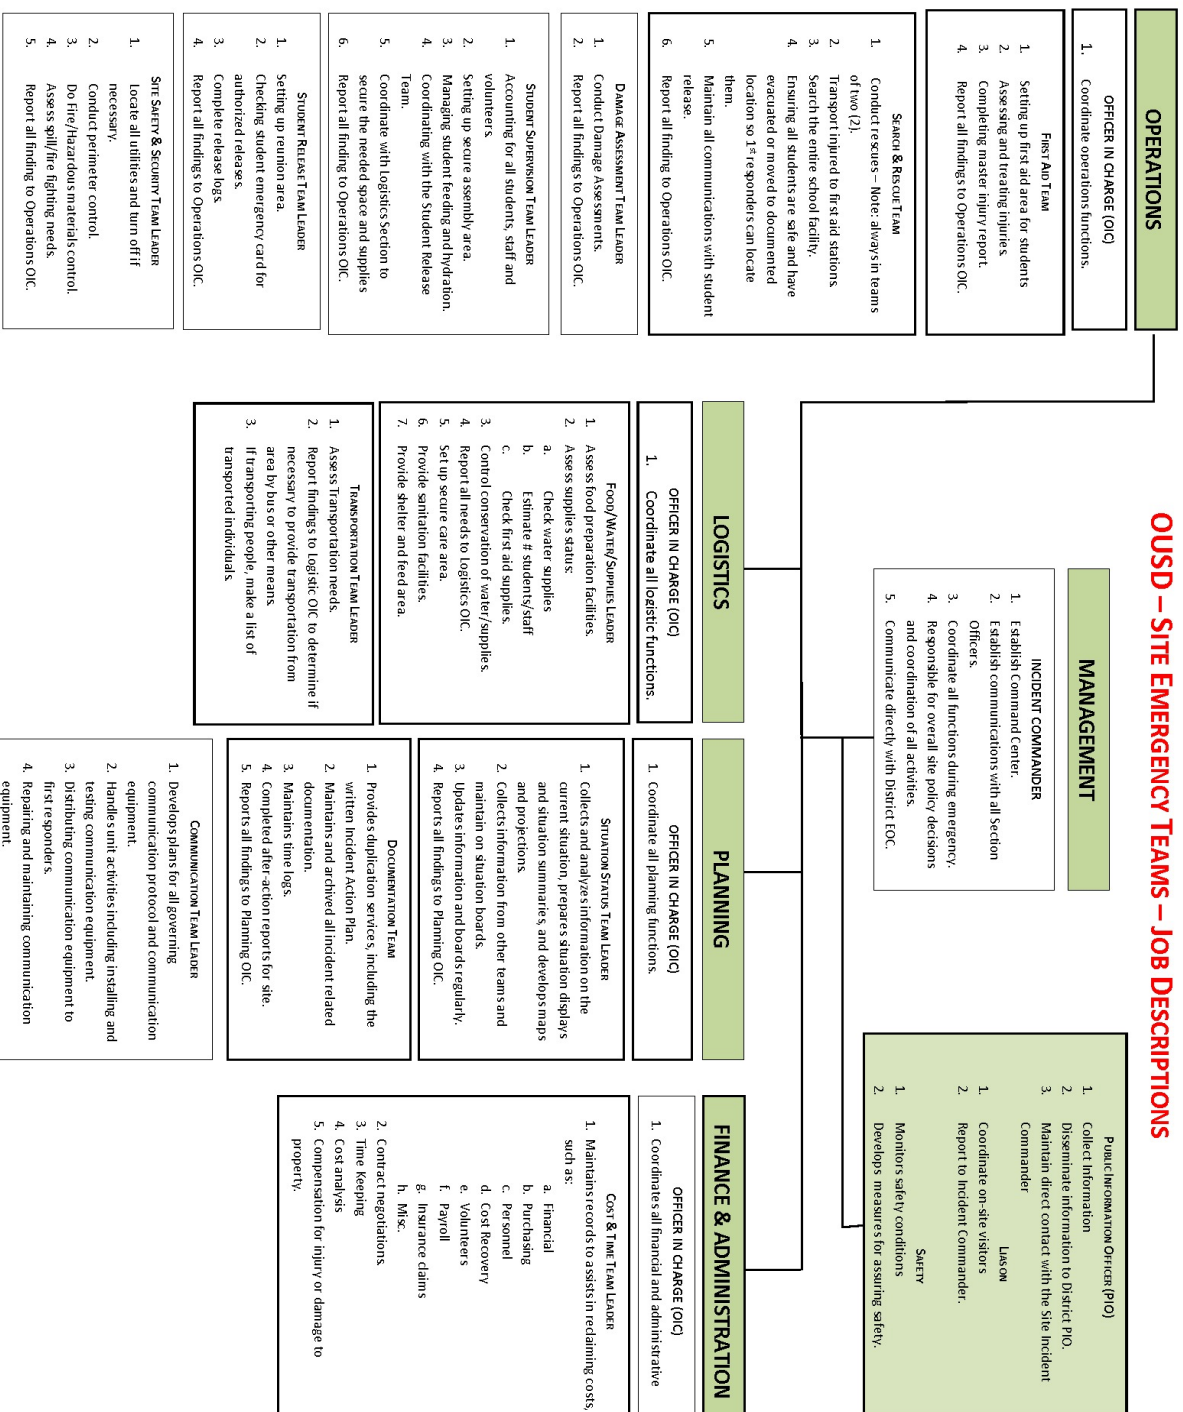 OUSD – SITE EMERGENCY TEAMS – JOB DESCRIPTIONS
MANAGEMENT
INCIDENT COMMANDER
1. Establish Command Center.
2. Establish communications with all Section
Officers.
3. Coordinate all functions during emergency.
4. Responsible for overall site policy decisions
and coordination of all activities.
5. Communicate directly with District EOC.
PUBLIC INFORMATION OFFICER (PIO)
1. Collect Information
2. Disseminate information to District PIO.
3. Maintain direct contact with the Site Incident
Commander
LIASON
1. Coordinate on-site visitors
2. Report to Incident Commander.
SAFETY
1. Monitors safety conditions
2. Develops measures for assuring safety.
OPERATIONS
OFFICER IN CHARGE (OIC)
1. Coordinate operations functions.
FIRST AID TEAM
1. Setting up first aid area for students
2. Assessing and treating injuries.
3. Completing master injury report.
4. Report all findings to Operations OIC.
SEARCH & RESCUE TEAM
1. Conduct rescues – Note: always in teams
of two (2).
2. Transport injured to first aid stations.
3. Search the entire school facility.
4. Ensuring all students are safe and have
evacuated or moved to documented
location so 1st responders can locate
them.
5. Maintain all communications with student
release.
6. Report all finding to Operations OIC.
DAMAGE ASSESSMENT TEAM LEADER
1. Conduct Damage Assessments.
2. Report all findings to Operations OIC.
STUDENT SUPERVISION TEAM LEADER
1. Accounting for all students, staff and
volunteers.
2. Setting up secure assembly area.
3. Managing student feeding and hydration.
4. Coordinating with the Student Release
Team.
5. Coordinate with Logistics Section to
secure the needed space and supplies
6. Report all finding to Operations OIC.
STUDENT RELEASE TEAM LEADER
1. Setting up reunion area.
2. Checking student emergency card for
authorized releases.
3. Complete release logs.
4. Report all findings to Operations OIC.
SITE SAFETY & SECURITY TEAM LEADER
1. Locate all utilities and turn off if
necessary.
2. Conduct perimeter control.
3. Do Fire/Hazardous materials control.
4. Assess spill/fire fighting needs.
5. Report all finding to Operations OIC.
LOGISTICS
OFFICER IN CHARGE (OIC)
1. Coordinate all logistic functions.
FOOD/WATER/SUPPLIES LEADER
1. Assess food preparation facilities.
2. Assess supplies status:
a. Check water supplies
b. Estimate # students/staff
c. Check first aid supplies.
3. Control conservation of water/supplies.
4. Report all needs to Logistics OIC.
5. Set up secure care area.
6. Provide sanitation facilities.
7. Provide shelter and feed area.
TRANSPORTATION TEAM LEADER
1. Assess Transportation needs.
2. Report findings to Logistic OIC to determine if
necessary to provide transportation from
area by bus or other means.
3. If transporting people, make a list of
transported individuals.
PLANNING
OFFICER IN CHARGE (OIC)
1. Coordinate all planning functions.
SITUATION STATUS TEAM LEADER
1. Collects and analyzes information on the
current situation, prepares situation displays
and situation summaries, and develops maps
and projections.
2. Collects information from other teams and
maintain on situation boards.
3. Updates information and boards regularly.
4. Reports all findings to Planning OIC.
DOCUMENTATION TEAM
1. Provides duplication services, including the
written Incident Action Plan.
2. Maintains and archived all incident related
documentation.
3. Maintains time logs.
4. Completed after-action reports for site.
5. Reports all findings to Planning OIC.
COMMUNICATION TEAM LEADER
1. Develops plans for all governing
communication protocol and communication
equipment.
2. Handles unit activities including installing and
testing communication equipment.
3. Distributing communication equipment to
first responders.
4. Repairing and maintaining communication
equipment.
FINANCE & ADMINISTRATION
OFFICER IN CHARGE (OIC)
1. Coordinates all financial and administrative
COST & TIME TEAM LEADER
1. Maintains records to assists in reclaiming costs,
such as:
a. Financial
b. Purchasing
c. Personnel
d. Cost Recovery
e. Volunteers
f. Payroll
g. Insurance claims
h. Misc.
2. Contract negotiations.
3. Time Keeping
4. Cost analysis
5. Compensation for injury or damage to
property.